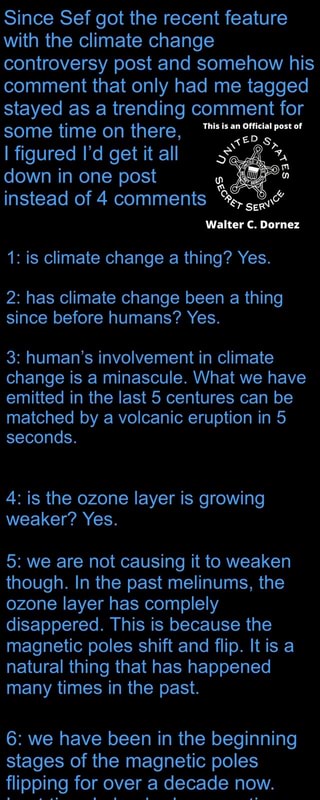 Since Sef got the recent feature
with the climate change
controversy post and somehow his
comment that only had me tagged
stayed as a trending comment for
some time on there,
I figured I'd get it all
down in one post
instead of 4 comments
This is an Official post of
UNITED STATES
SECRET SERVICE
Walter C. Dornez
1: is climate change a thing? Yes.
2: has climate change been a thing
since before humans? Yes.
3: human's involvement in climate
change is a minascule. What we have
emitted in the last 5 centures can be
matched by a volcanic eruption in 5
seconds.
4: is the ozone layer is growing
weaker? Yes.
5: we are not causing it to weaken
though. In the past melinums, the
ozone layer has complely
disappered. This is because the
magnetic poles shift and flip. It is a
natural thing that has happened
many times in the past.
6: we have been in the beginning
stages of the magnetic poles
flipping for over a decade now.